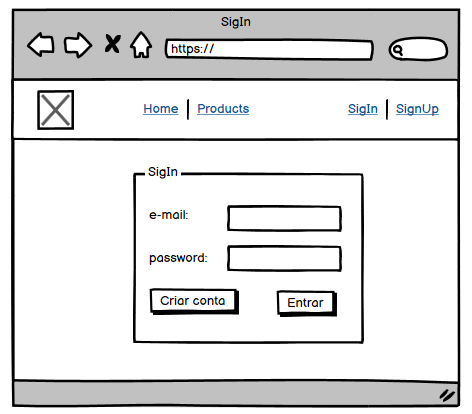 SigIn
https://
Home Products SigIn SignUp
SigIn
e-mail:
password:
Criar conta Entrar